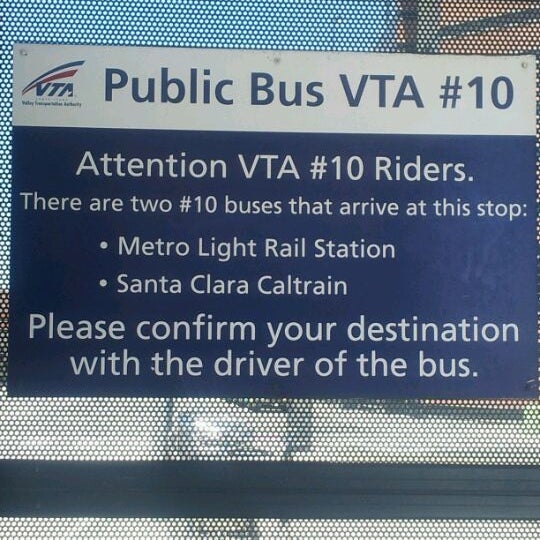 VTA
Valley Transportation Authority
Public Bus VTA #10
Attention VTA #10 Riders.
There are two #10 buses that arrive at this stop:
• Metro Light Rail Station
• Santa Clara Caltrain
Please confirm your destination
with the driver of the bus.